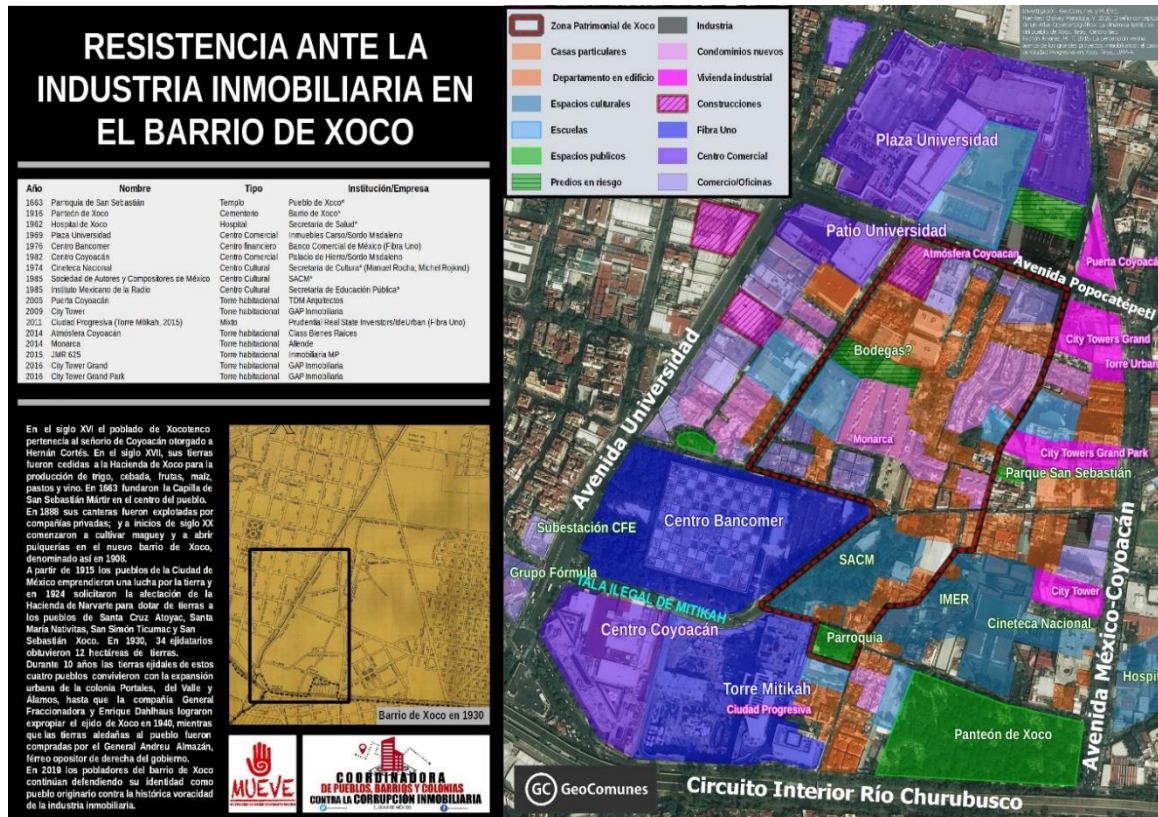 RESISTENCIA ANTE LA
INDUSTRIA INMOBILIARIA EN
EL BARRIO DE XOCO
Año Nombre Tipo Institución/Empresa
1663 Parroquia de San Sebastián Templo Pueblo de Xoco*
1916 Panteón de Xoco Cementerio Barrio de Xoco*
1962 Hospital de Xoco Hospital Secretaría de Salud*
1969 Plaza Universidad Centro Comercial Inmuebles Carso/Sordo Madaleno
1976 Centro Bancomer Centro financiero Banco Comercial de México (Fibra Uno)
1982 Centro Coyoacán Centro Comercial Palacio de Hierro/Sordo Madaleno
1974 Cineteca Nacional Centro Cultural Secretaria de Cultura* (Manuel Rocha; Michel Rojkind)
1985 Sociedad de Autores y Compositores de México Centro Cultural SACM*
1985 Instituto Mexicano de la Radio Centro Cultural Secretaria de Educación Pública*
2005 Puerta Coyoacán Torre habitacional TDM Arquitectos
2009 City Tower Torre habitacional GAP Inmobiliaria
2011 Ciudad Progresiva (Torre Mitikah, 2015) Mixto Prudential Real State Inverstors/IdeUrban (Fibra Uno)
2014 Atmósfera Coyoacán Torre habitacional Class Bienes Raíces
2014 Monarca Torre habitacional Allende
2015 JMR 625 Torre habitacional Inmobiliaria MP
2016 City Tower Grand Torre habitacional GAP Inmobiliaria
2016 City Tower Grand Park Torre habitacional GAP Inmobiliaria
En el siglo XVI el poblado de Xocotenco
pertenecía al señorío de Coyoacán otorgado a
Hernán Cortés. En el siglo XVII, sus tierras
fueron cedidas a la Hacienda de Xoco para la
producción de trigo, cebada, frutas, maíz,
pastos y vino. En 1663 fundaron la Capilla de
San Sebastián Mártir en el centro del pueblo.
En 1888 sus canteras fueron explotadas por
compañías privadas; y a inicios de siglo XX
comenzaron a cultivar maguey y a abrir
pulquerías en el nuevo barrio de Xoco,
denominado así en 1908.
A partir de 1915 los pueblos de la Ciudad de
México emprendieron una lucha por la tierra y
en 1924 solicitaron la afectación de la
Hacienda de Narvarte para dotar de tierras a
los pueblos de Santa Cruz Atoyac, Santa
María Nativitas, San Simón Ticumac y San
Sebastián Xoco. En 1930, 34 ejidatarios
obtuvieron 12 hectáreas de tierras.
Durante 10 años las tierras ejidales de estos
cuatro pueblos convivieron con la expansión
urbana de la colonia Portales, del Valle y
Álamos, hasta que la compañía General
Fraccionadora y Enrique Dahlhaus lograron
expropiar el ejido de Xoco en 1940, mientras
que las tierras aledañas al pueblo fueron
compradas por el General Andreu Almazán,
férreo opositor de derecha del gobierno.
En 2019 los pobladores del barrio de Xoco
continúan defendiendo su identidad como
pueblo originario contra la histórica voracidad
de la industria inmobiliaria.
Barrio de Xoco en 1930
MUEVE
COORDINADORA
DE PUEBLOS, BARRIOS Y COLONIAS
CONTRA LA CORRUPCIÓN INMOBILIARIA
CIUDAD DE MÉXICO
Zona Patrimonial de Xoco Industria
Casas particulares Condominios nuevos
Departamento en edificio Vivienda industrial
Espacios culturales Construcciones
Escuelas Fibra Uno
Espacios publicos Centro Comercial
Predios en riesgo Comercio/Oficinas
Plaza Universidad
Patio Universidad
Atmósfera Coyoacan
Puerta Coyoacá
Avenida Popocatépetl
City Towers Grand
Torre Urban
Bodegas?
Avenida Universidad
Monarca
City Towers Grand Park
Parque San Sebastián
Centro Bancomer
Subestación CFE
SACM
Grupo Fórmula
TALA ILEGAL DE MITIKAH
IMER
City Tower
Cineteca Nacional
Centro Coyoacán
Parroquia
Avenida México-Coyoacán
Hospit
Torre Mitikah
Ciudad Progresiva
Panteón de Xoco
GC GeoComunes
Circuito Interior Río Churubusco